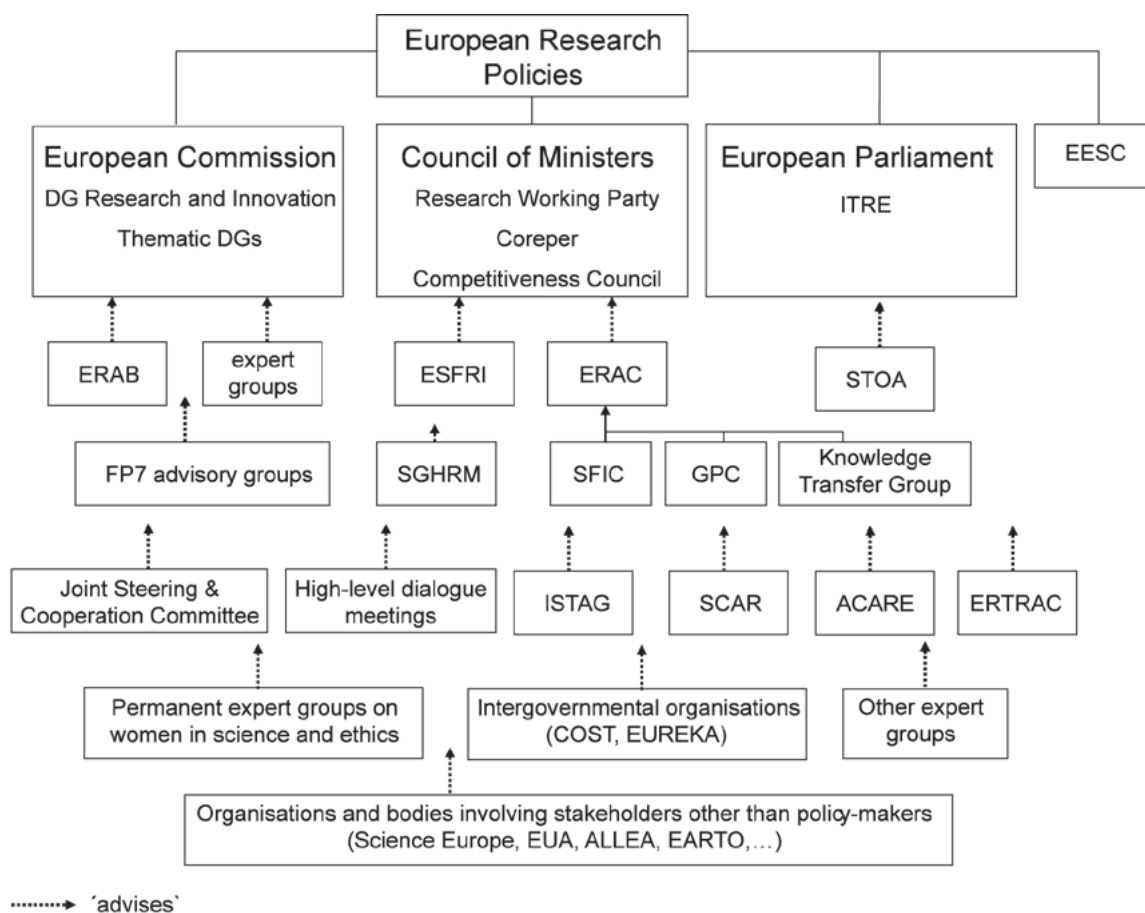 European Research
Policies
European Commission
DG Research and Innovation
Thematic DGs
Council of Ministers
Research Working Party
Coreper
Competitiveness Council
European Parliament
ITRE
EESC
ERAB
expert
groups
ESFRI
ERAC
STOA
FP7 advisory groups
SGHRM
SFIC
GPC
Knowledge
Transfer Group
Joint Steering &
Cooperation Committee
High-level dialogue
meetings
ISTAG
SCAR
ACARE
ERTRAC
Permanent expert groups on
women in science and ethics
Intergovernmental organisations
(COST, EUREKA)
Other expert
groups
Organisations and bodies involving stakeholders other than policy-makers
(Science Europe, EUA, ALLEA, EARTO,…)
´advises`